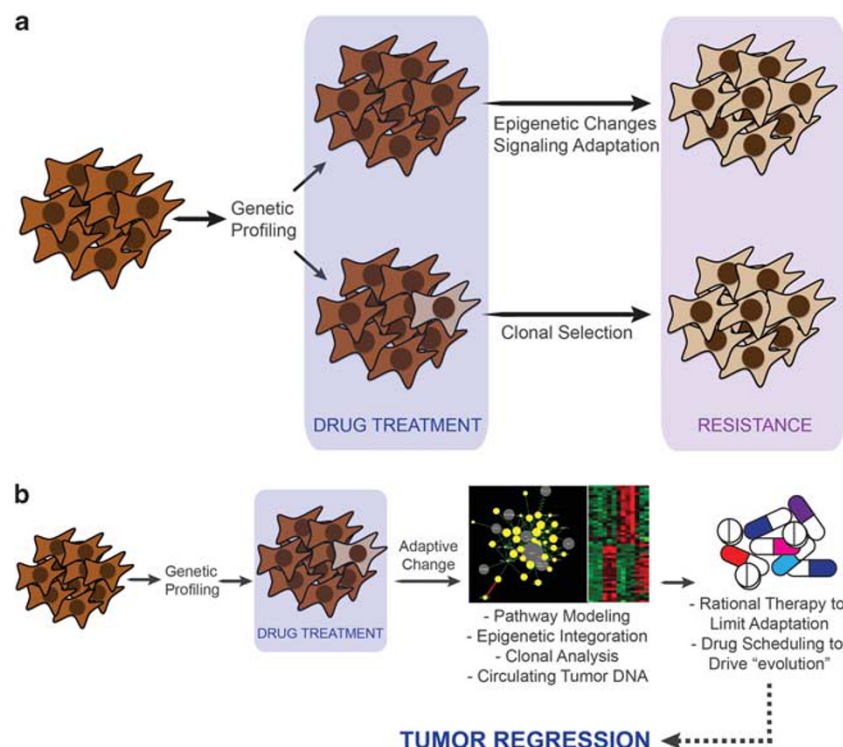 a
Genetic
Profiling
Epigenetic Changes
Signaling Adaptation
Clonal Selection
DRUG TREATMENT
RESISTANCE
b
Genetic
Profiling
DRUG TREATMENT
Adaptive
Change
- Pathway Modeling
- Epigenetic Integoration
- Clonal Analysis
- Circulating Tumor DNA
- Rational Therapy to
Limit Adaptation
- Drug Scheduling to
Drive “evolution”
TUMOR REGRESSION